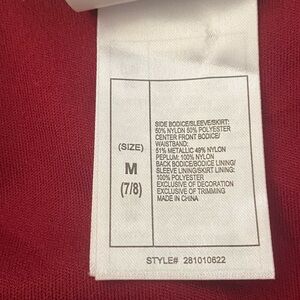 (SIZE)
M
(7/8)
SIDE BODICE/SLEEVE/SKIRT:
50% NYLON 50% POLYESTER
CENTER FRONT BODICE/
WAISTBAND:
51% METALLIC 49% NYLON
PEPLUM: 100% NYLON
BACK BODICE/BODICE LINING/
SLEEVE LINING/SKIRT LINING:
100% POLYESTER
EXCLUSIVE OF DECORATION
EXCLUSIVE OF TRIMMING
MADE IN CHINA
STYLE# 281010622